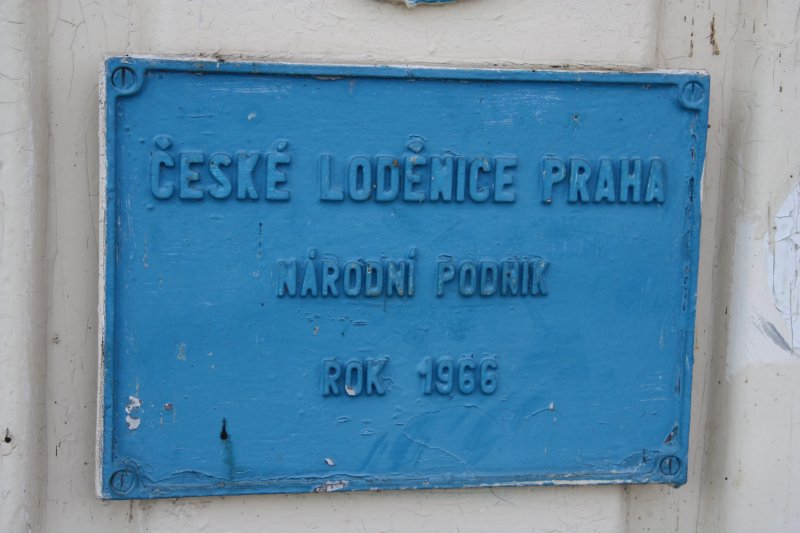 ČESKÉ LODĚNICE PRAHA
NÁRODNÍ PODNIK
ROK 1966